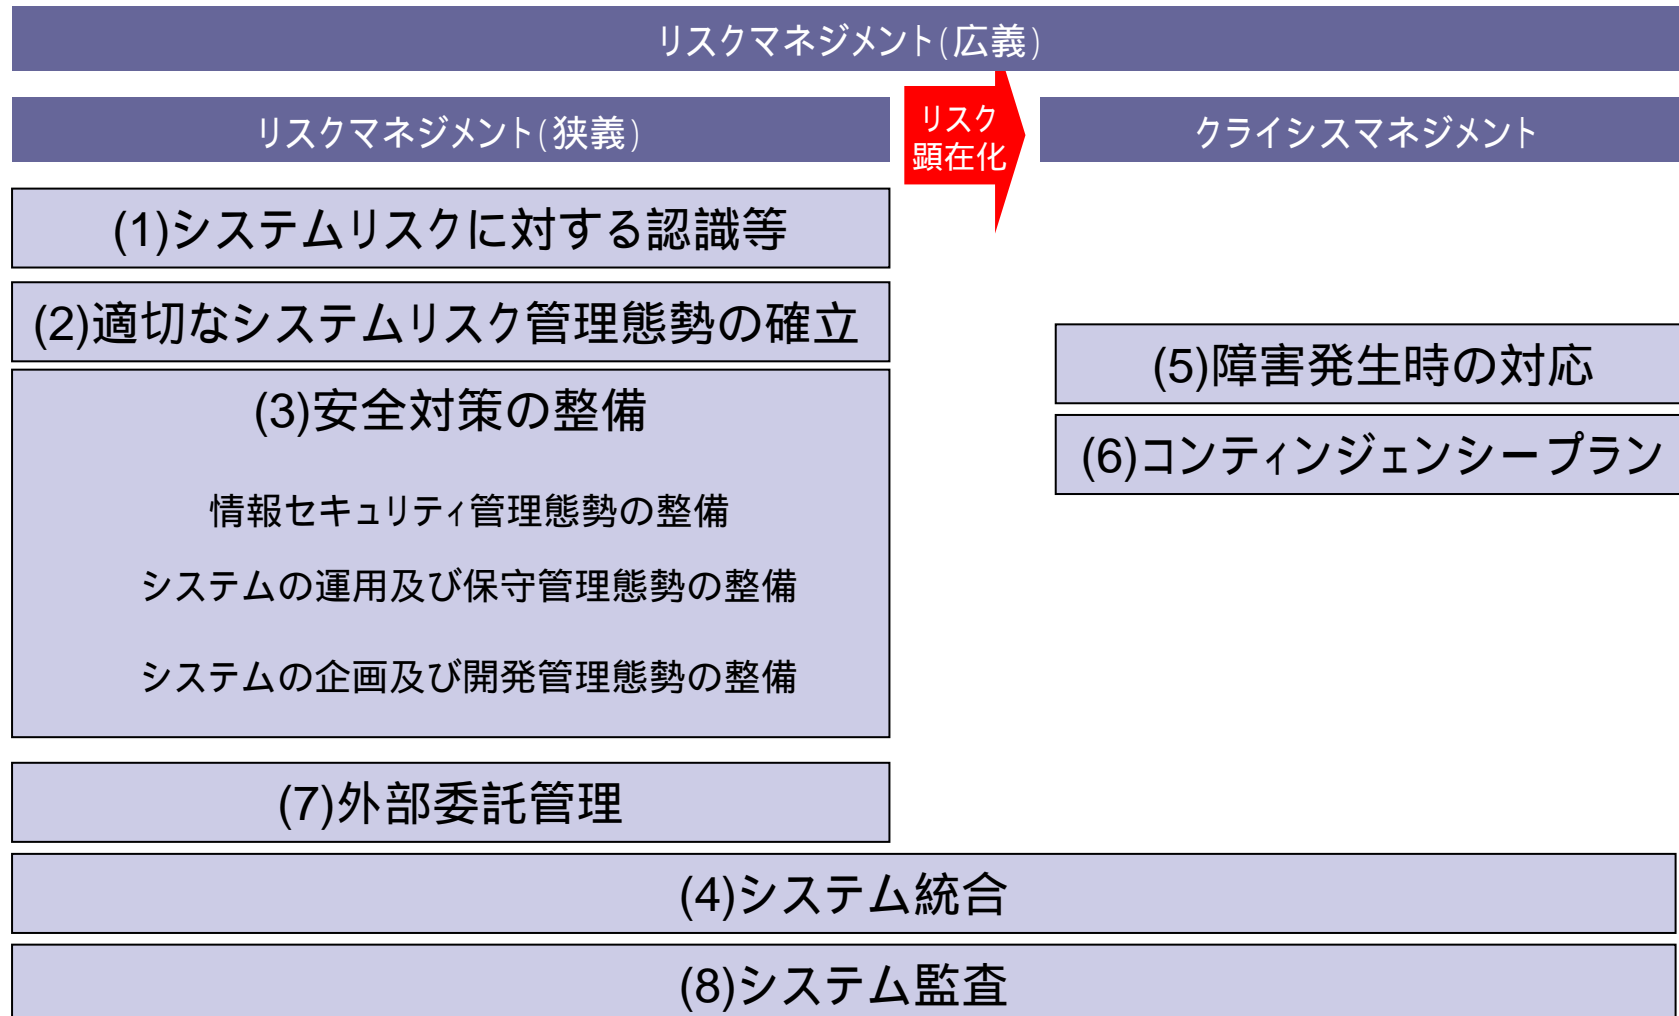 リスクマネジメント(広義)
リスクマネジメント(狭義)
リスク
顕在化
クライシスマネジメント
(1)システムリスクに対する認識等
(2)適切なシステムリスク管理態勢の確立
(3)安全対策の整備
情報セキュリティ管理態勢の整備
システムの運用及び保守管理態勢の整備
システムの企画及び開発管理態勢の整備
(5)障害発生時の対応
(6)コンティンジェンシープラン
(7)外部委託管理
(4)システム統合
(8)システム監査